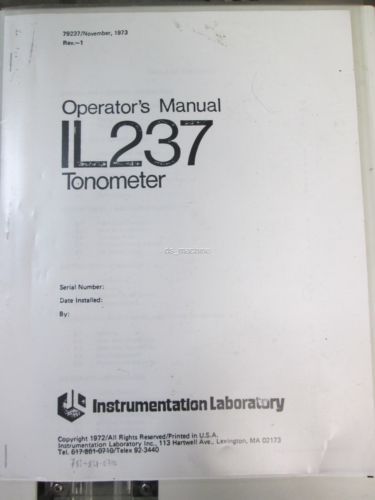 79237/November, 1973
Rev.-1
Operator's Manual
IL237
Tonometer
ds_machine
Serial Number:
Date Installed:
By:
Instrumentation Laboratory
Copyright 1972/All Rights Reserved/Printed in U.S.A.
Instrumentation Laboratory Inc., 113 Hartwell Ave., Lexington, MA 02173
Tel. 617-861-0710/Telex 92-3440